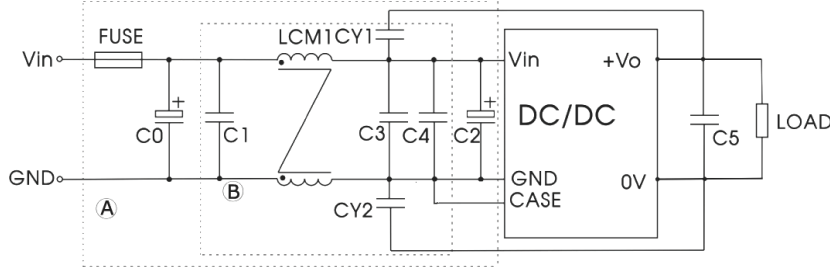 FUSE
LCM1CY1
Vin
Vin
+Vo
+
+
DC/DC
C0
C1
C3
C4
C2
C5
LOAD
GND
GND
0V
A
B
CASE
CY2